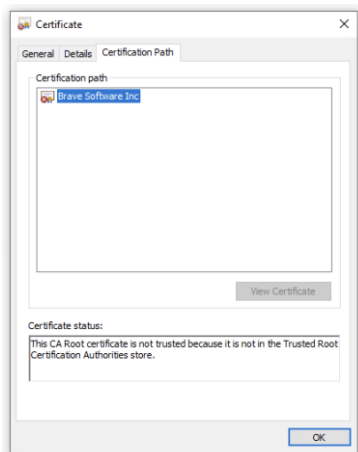 Certificate
General Details Certification Path
Certification path
Brave Software Inc
View Certificate
Certificate status:
This CA Root certificate is not trusted because it is not in the Trusted Root
Certification Authorities store.
OK